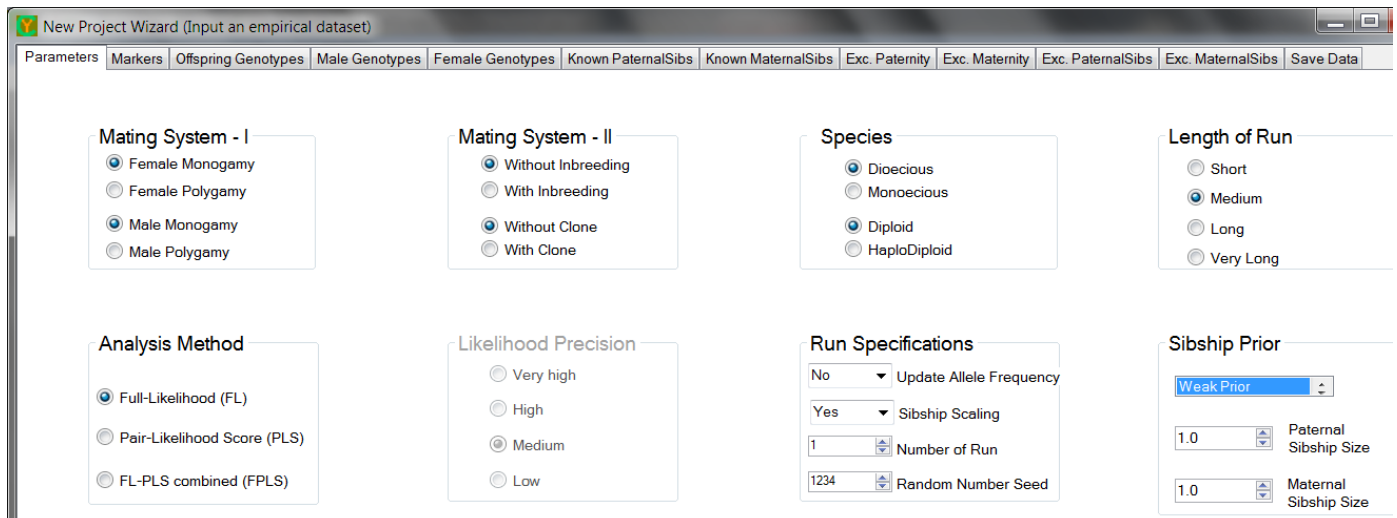 New Project Wizard (Input an empirical dataset)
Parameters Markers Offspring Genotypes Male Genotypes Female Genotypes Known PaternalSibs Known MaternalSibs Exc. Paternity Exc. Maternity Exc. PaternalSibs Exc. MaternalSibs Save Data
Mating System - I
Female Monogamy
Female Polygamy
Male Monogamy
Male Polygamy
Mating System - II
Without Inbreeding
With Inbreeding
Without Clone
With Clone
Species
Dioecious
Monoecious
Diploid
HaploDiploid
Length of Run
Short
Medium
Long
Very Long
Analysis Method
Full-Likelihood (FL)
Pair-Likelihood Score (PLS)
FL-PLS combined (FPLS)
Likelihood Precision
Very high
High
Medium
Low
Run Specifications
No Update Allele Frequency
Yes Sibship Scaling
1 Number of Run
1234 Random Number Seed
Sibship Prior
Weak Prior
1.0 Paternal
Sibship Size
1.0 Maternal
Sibship Size